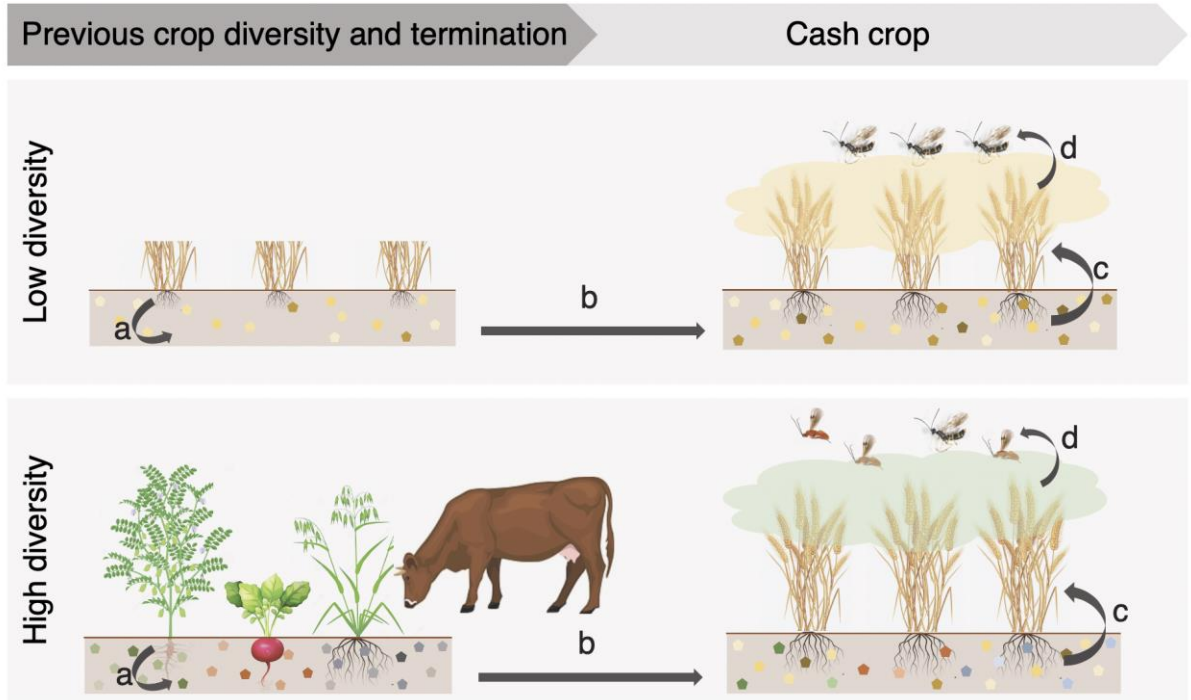 Previous crop diversity and termination
Cash crop
Low diversity
a
b
c
d
High diversity
a
b
c
d